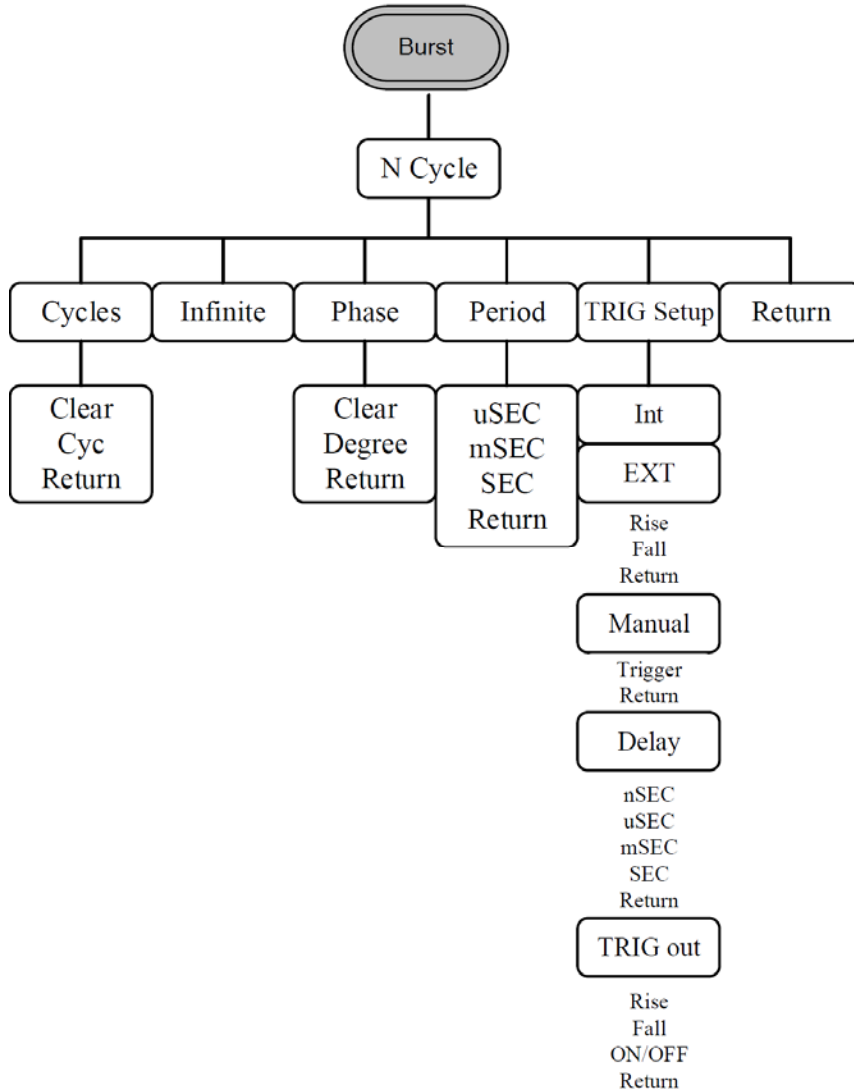 Burst
N Cycle
Cycles
Infinite
Phase
Period
TRIG Setup
Return
Clear
Cyc
Return
Clear
Degree
Return
uSEC
mSEC
SEC
Return
Int
EXT
Rise
Fall
Return
Manual
Trigger
Return
Delay
nSEC
uSEC
mSEC
SEC
Return
TRIG out
Rise
Fall
ON/OFF
Return